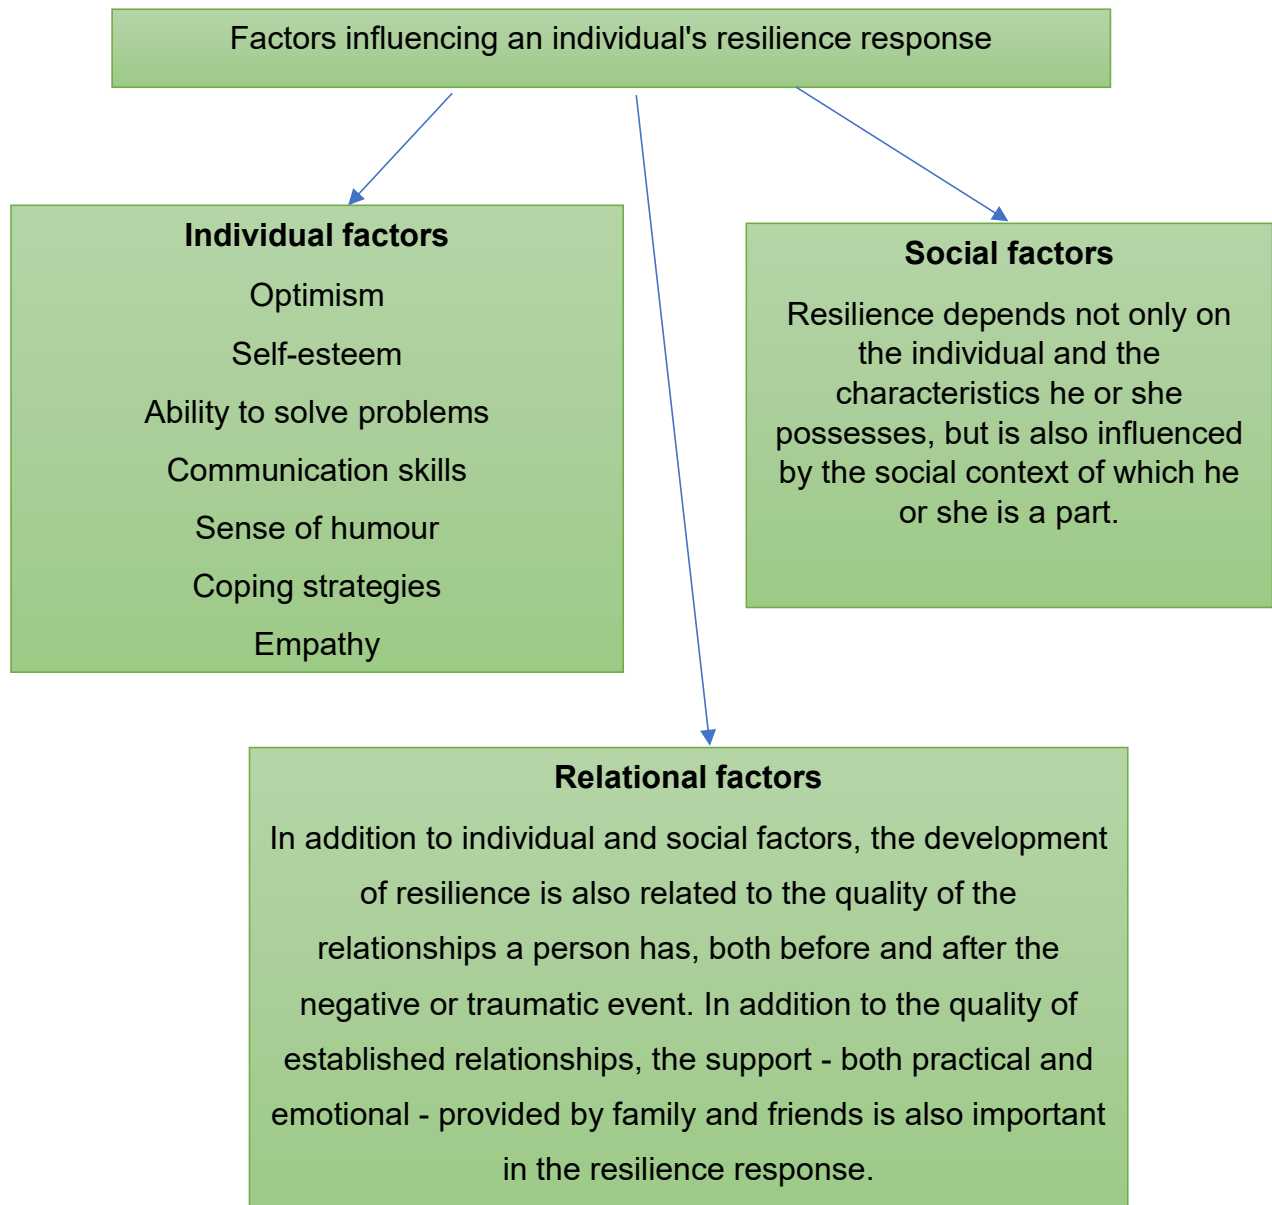 Factors influencing an individual's resilience response
Individual factors
Optimism
Self-esteem
Ability to solve problems
Communication skills
Sense of humour
Coping strategies
Empathy
Social factors
Resilience depends not only on
the individual and the
characteristics he or she
possesses, but is also influenced
by the social context of which he
or she is a part.
Relational factors
In addition to individual and social factors, the development
of resilience is also related to the quality of the
relationships a person has, both before and after the
negative or traumatic event. In addition to the quality of
established relationships, the support - both practical and
emotional - provided by family and friends is also important
in the resilience response.